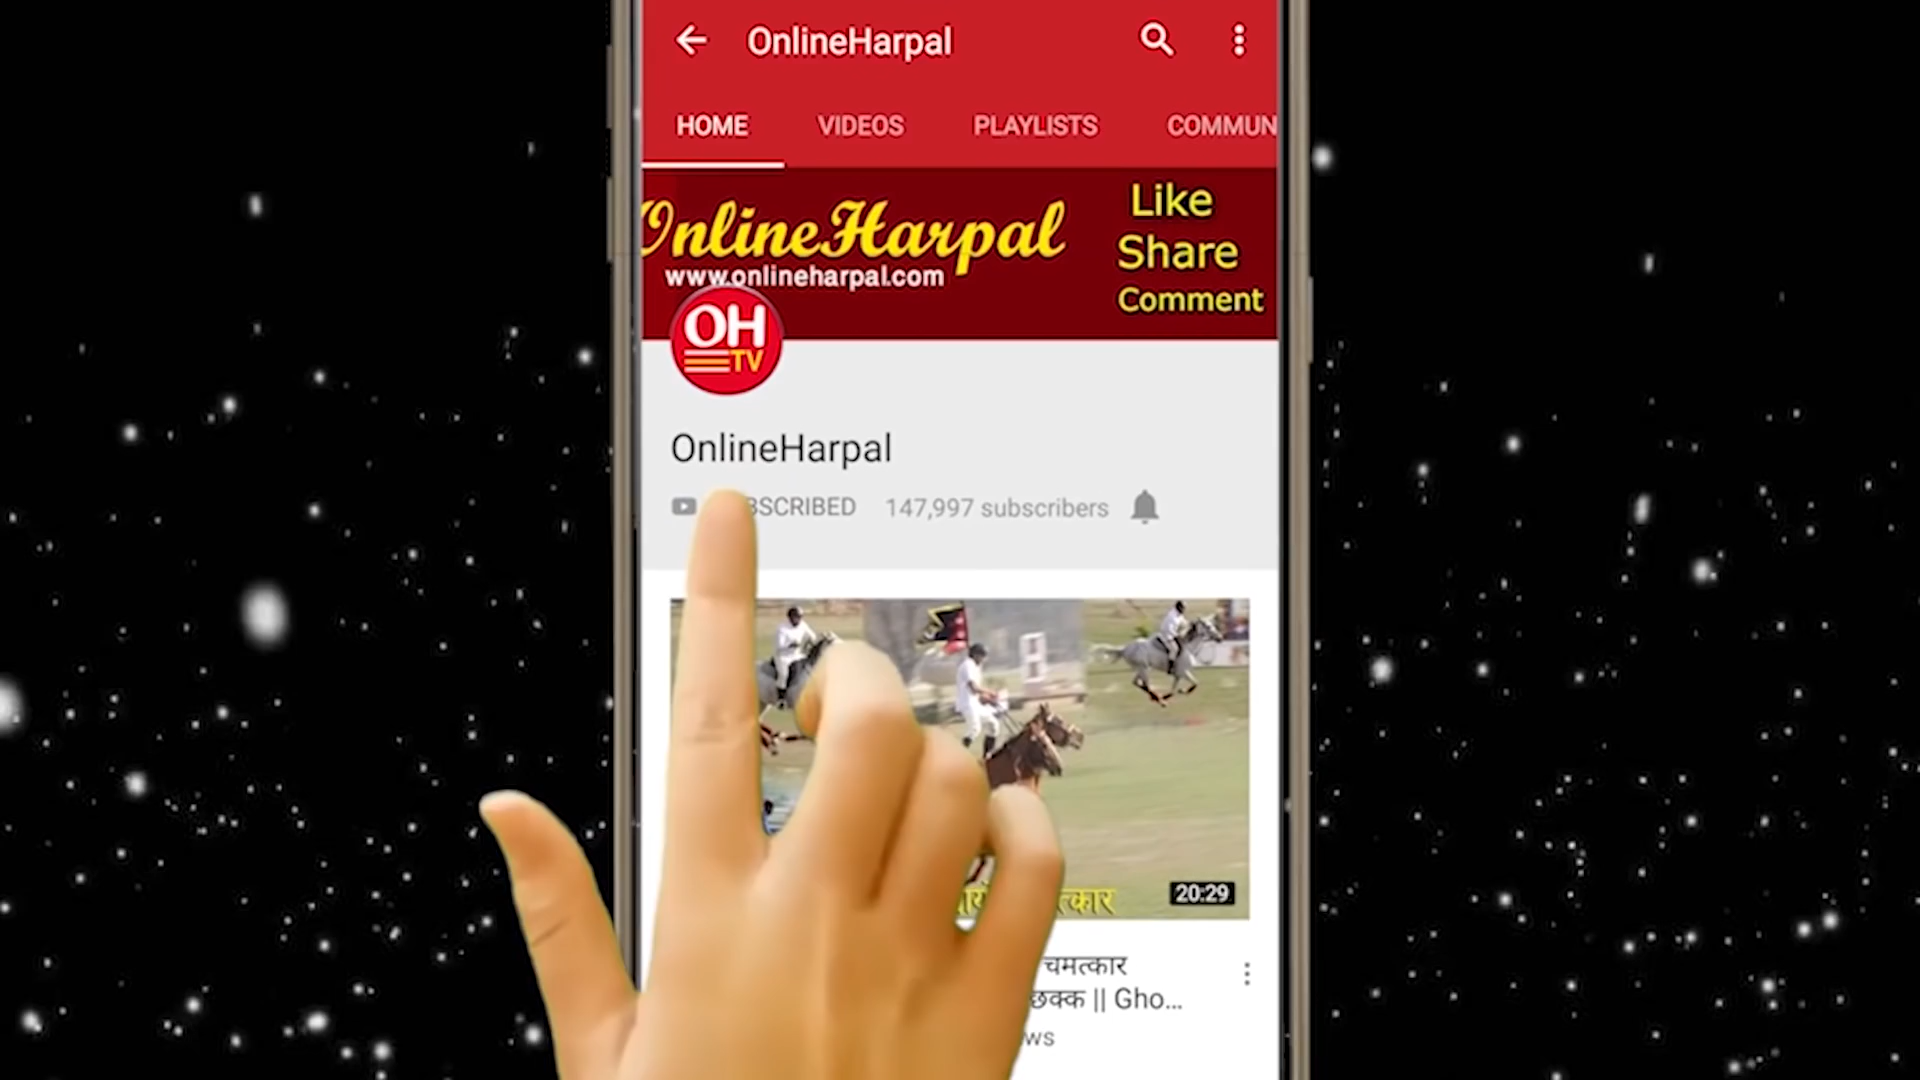 OnlineHarpal
HOME VIDEOS PLAYLISTS COMMUN
OnlineHarpal
www.onlineharpal.com
Like
Share
Comment
OH
TV
OnlineHarpal
BSCRIBED 147,997 subscribers
20:29
चमत्कार
छक्क || Gho...
ws